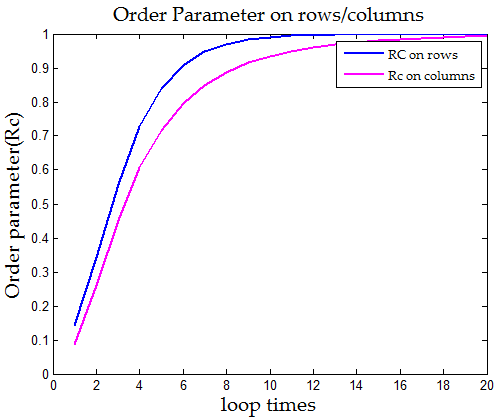 Order Parameter on rows/columns
RC on rows
Rc on columns
Order parameter(Rc)
1
0.9
0.8
0.7
0.6
0.5
0.4
0.3
0.2
0.1
0
0 2 4 6 8 10 12 14 16 18 20
loop times